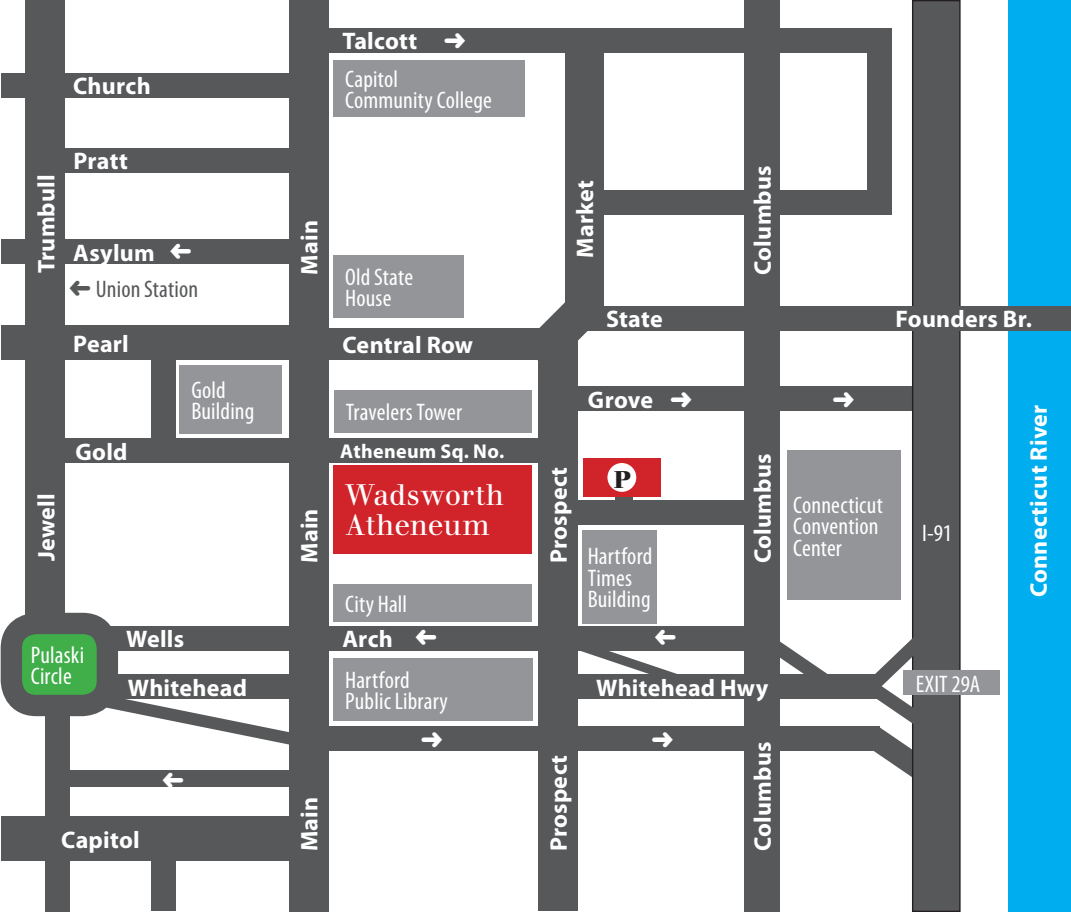 Talcott ➜
Capitol
Community College
Church
Pratt
Trumbull
Main
Market
Columbus
Asylum ←
← Union Station
Old State
House
State
Founders Br.
Pearl
Central Row
Gold
Building
Travelers Tower
Grove ➜
➜
Gold
Atheneum Sq. No.
Wadsworth
Atheneum
P
Jewell
Main
Prospect
Columbus
Connecticut
Convention
Center
I-91
Connecticut River
Hartford
Times
Building
City Hall
Wells
Arch ←
←
Pulaski
Circle
Whitehead
Hartford
Public Library
Whitehead Hwy
EXIT 29A
➜
➜
←
Main
Prospect
Columbus
Capitol